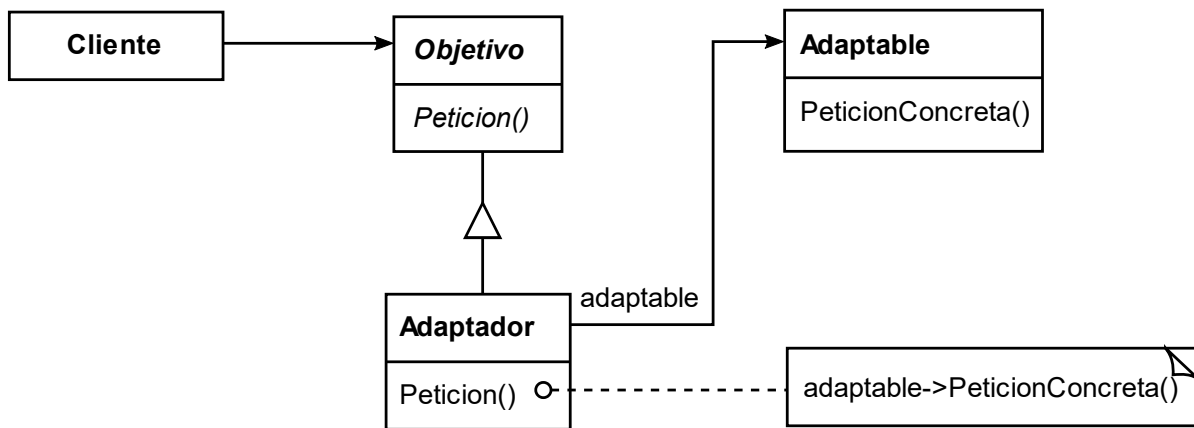 Cliente
Objetivo
Peticion()
Adaptable
PeticionConcreta()
adaptable
Adaptador
Peticion()
adaptable->PeticionConcreta()